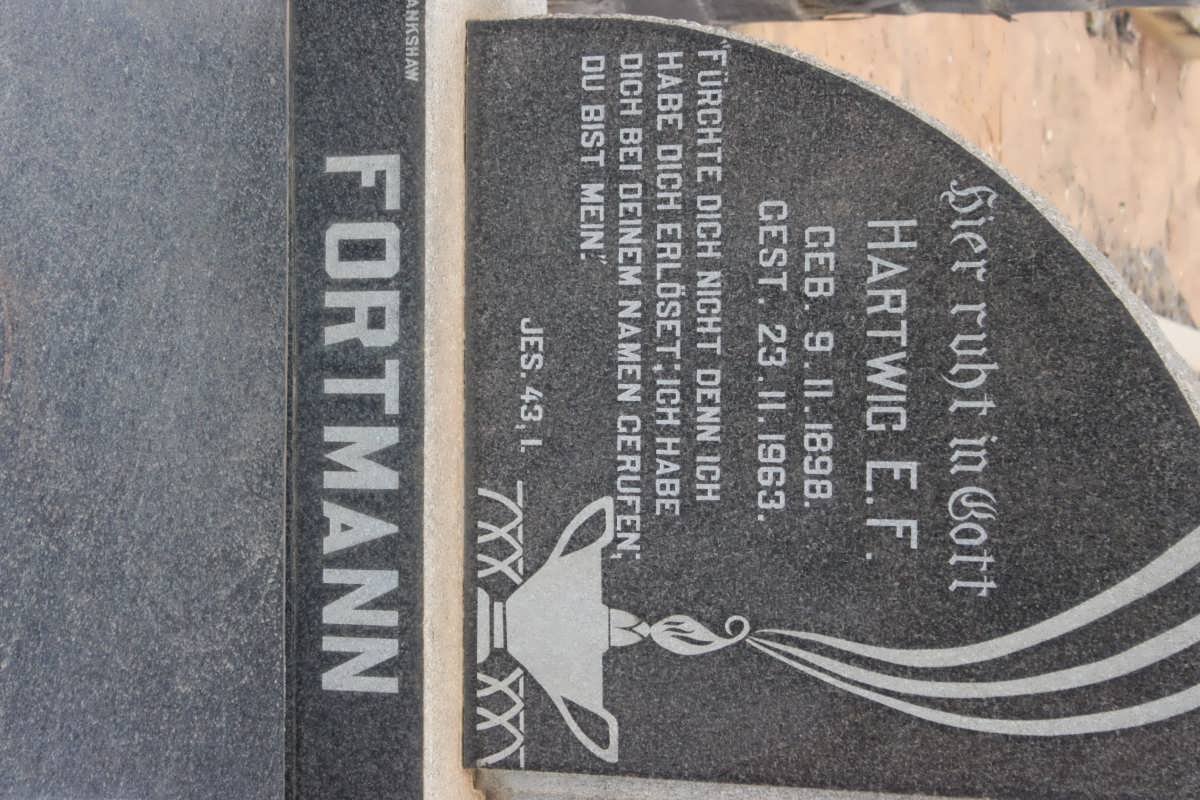 Hier ruht in Gott
HARTWIG E.F.
GEB. 9.11.1898.
GEST. 23.11.1963.
"FÜRCHTE DICH NICHT DENN ICH
HABE DICH ERLÖSET; ICH HABE
DICH BEI DEINEM NAMEN GERUFEN;
DU BIST MEIN."
JES. 43, 1.
ANKSHAW
FORTMANN